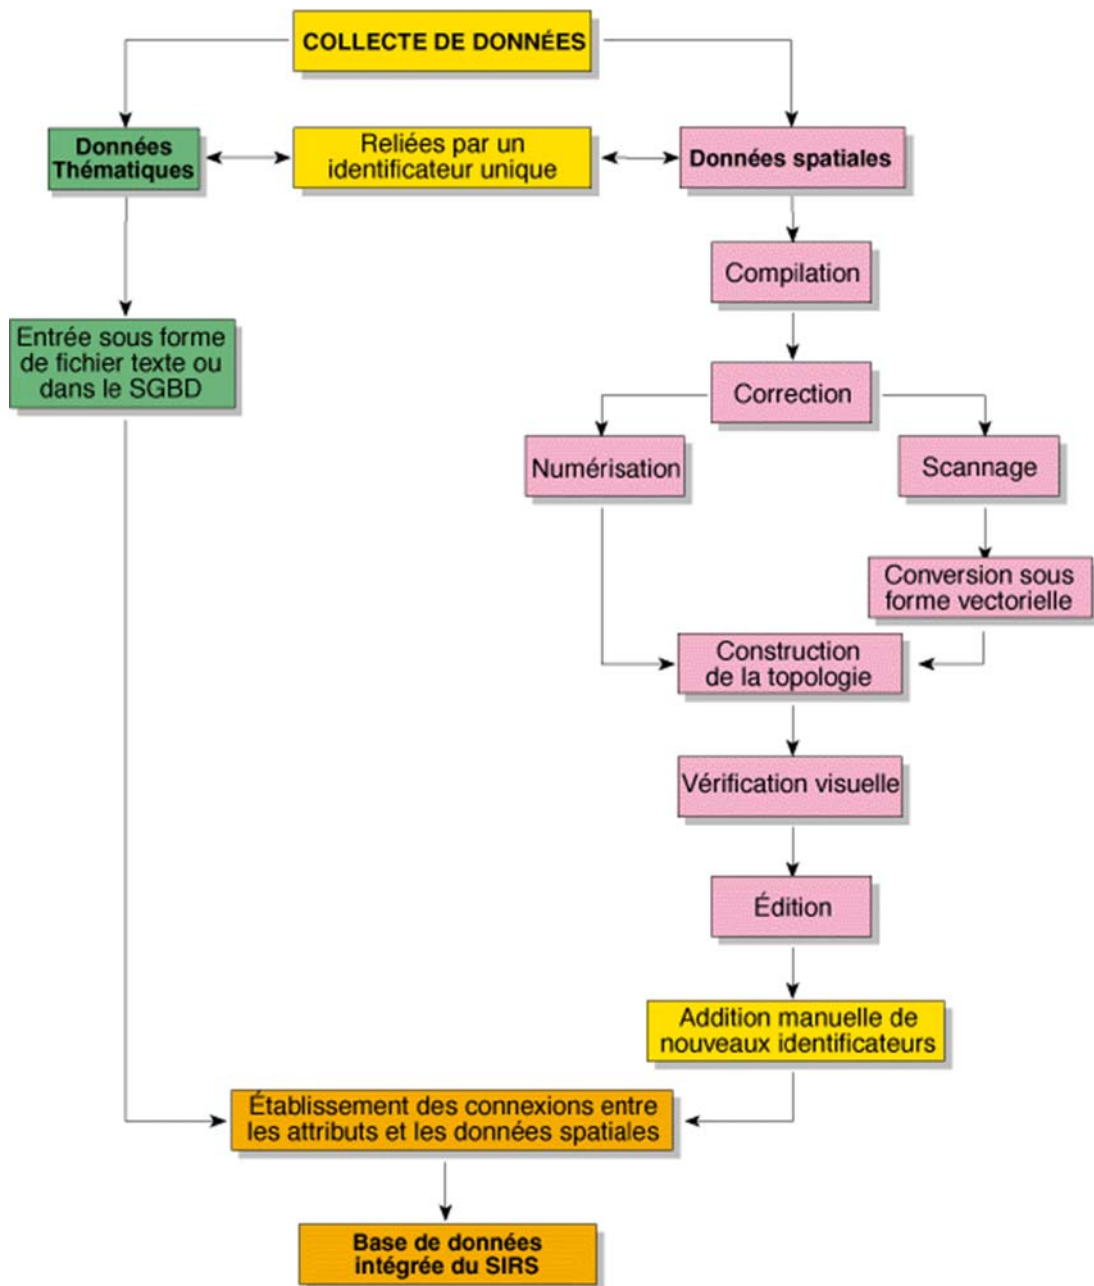 COLLECTE DE DONNÉES
Données
Thématiques
Reliées par un
identificateur unique
Données spatiales
Compilation
Entrée sous forme
de fichier texte ou
dans le SGBD
Correction
Numérisation
Scannage
Conversion sous
forme vectorielle
Construction
de la topologie
Vérification visuelle
Édition
Addition manuelle de
nouveaux identificateurs
Établissement des connexions entre
les attributs et les données spatiales
Base de données
intégrée du SIRS